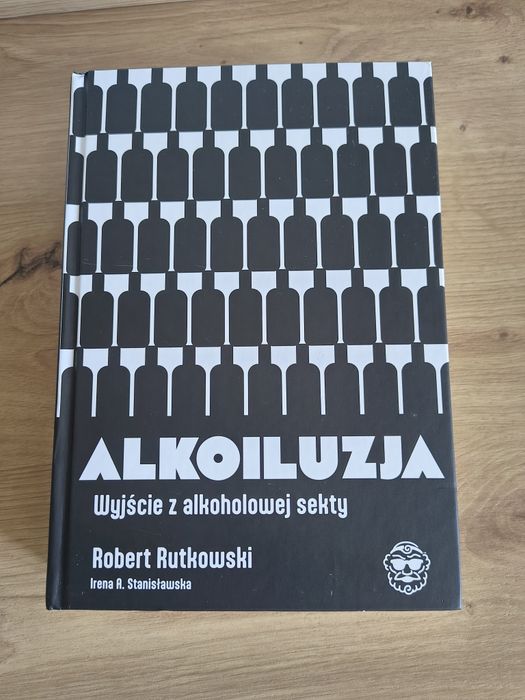 ALKOILUZJA
Wyjście z alkoholowej sekty
Robert Rutkowski
Irena A. Stanisławska